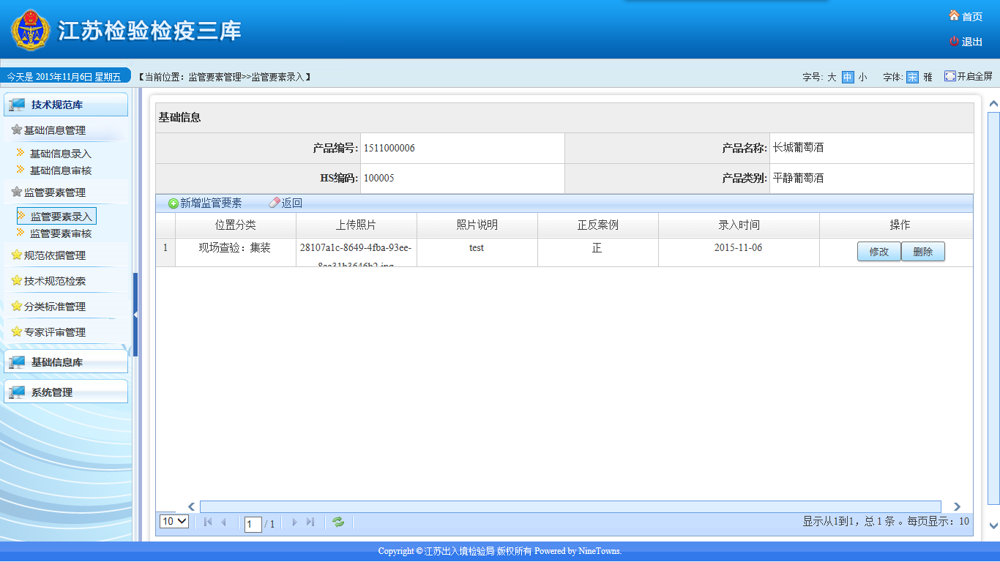 江苏检验检疫三库
首页
退出
今天是 2015年11月6日 星期五
【当前位置：监管要素管理>>监管要素录入】
字号: 大 中 小 字体: 宋 雅 开启全屏
技术规范库
基础信息管理
基础信息录入
基础信息审核
监管要素管理
监管要素录入
监管要素审核
规范依据管理
技术规范检索
分类标准管理
专家评审管理
基础信息库
系统管理
基础信息
产品编号: 1511000006 产品名称: 长城葡萄酒
HS编码: 100005 产品类别: 平静葡萄酒
新增监管要素 返回
位置分类 上传照片 照片说明 正反案例 录入时间 操作
1 现场查验：集装 28107a1c-8649-4fba-93ee- test 正 2015-11-06 修改 删除
10 1 / 1 显示从1到1，总 1 条 。每页显示：10
Copyright © 江苏出入境检验局 版权所有 Powered by NineTowns.